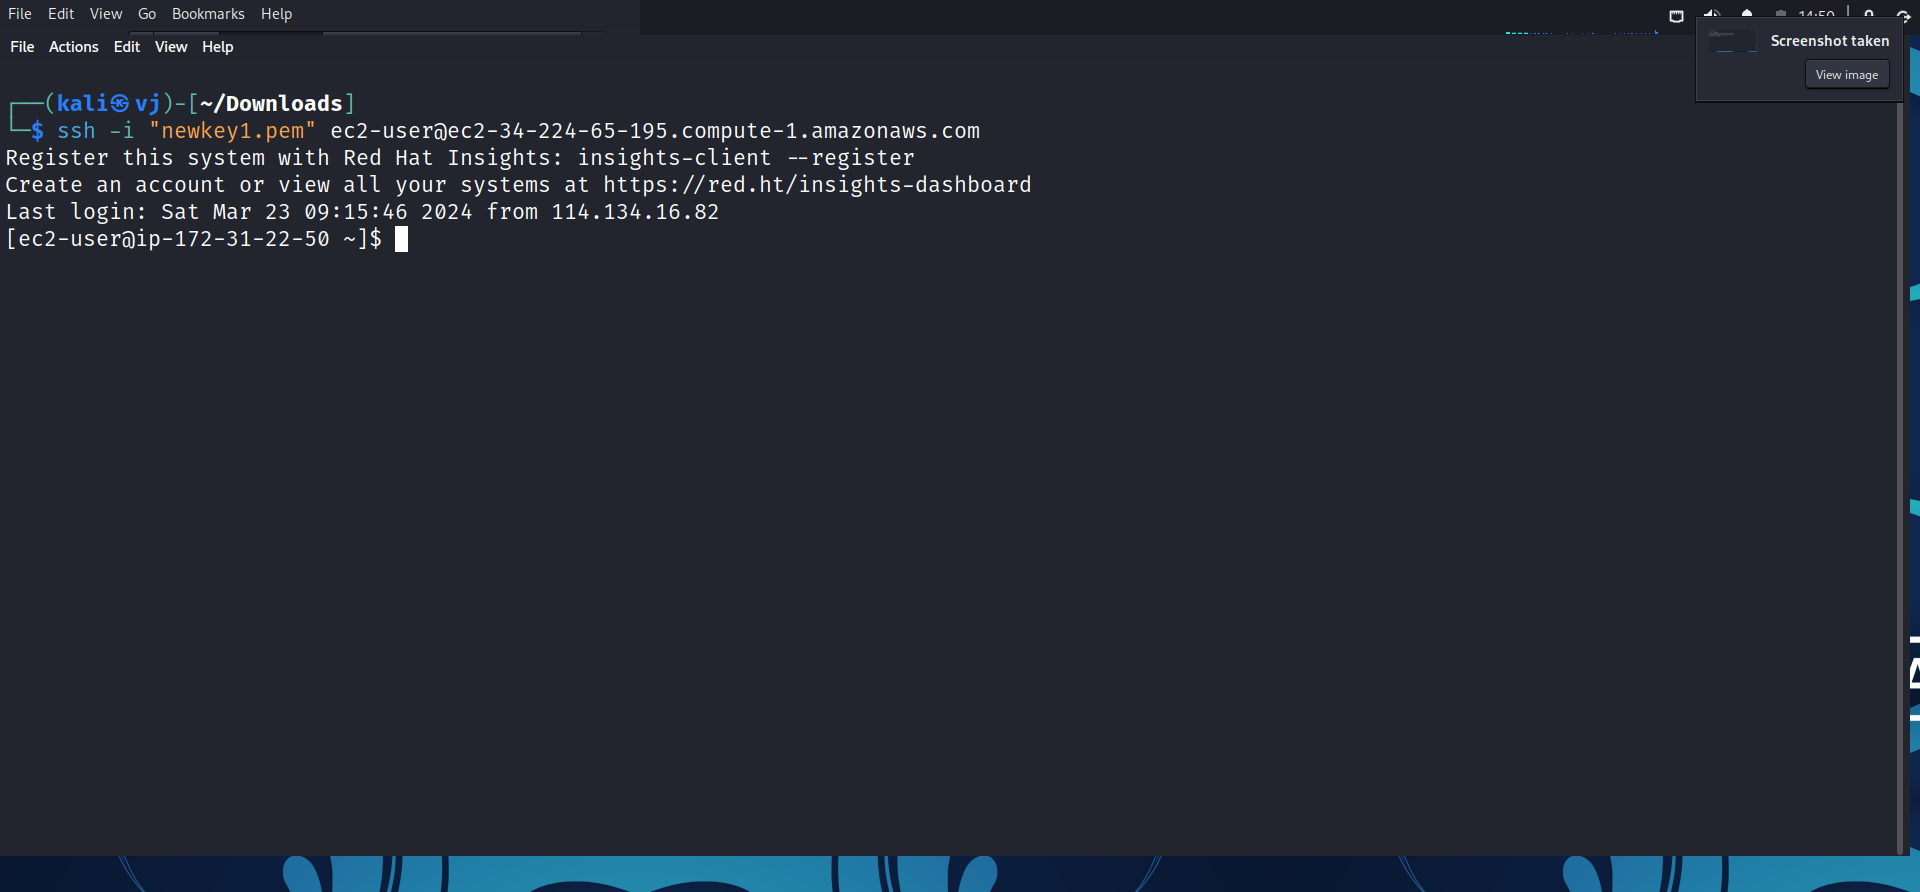 File Edit View Go Bookmarks Help
14:50
File Actions Edit View Help
Screenshot taken
View image
┌──(kali㉿vj)-[~/Downloads]
└─$ ssh -i "newkey1.pem" ec2-user@ec2-34-224-65-195.compute-1.amazonaws.com
Register this system with Red Hat Insights: insights-client --register
Create an account or view all your systems at https://red.ht/insights-dashboard
Last login: Sat Mar 23 09:15:46 2024 from 114.134.16.82
[ec2-user@ip-172-31-22-50 ~]$